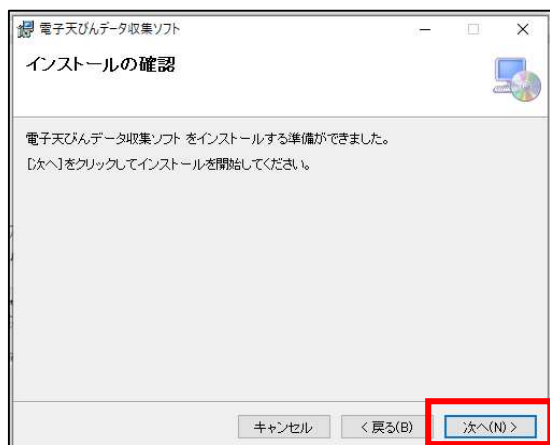 電子天びんデータ収集ソフト
インストールの確認
電子天びんデータ収集ソフト をインストールする準備ができました。
[次へ]をクリックしてインストールを開始してください。
キャンセル
< 戻る(B)
次へ(N) >